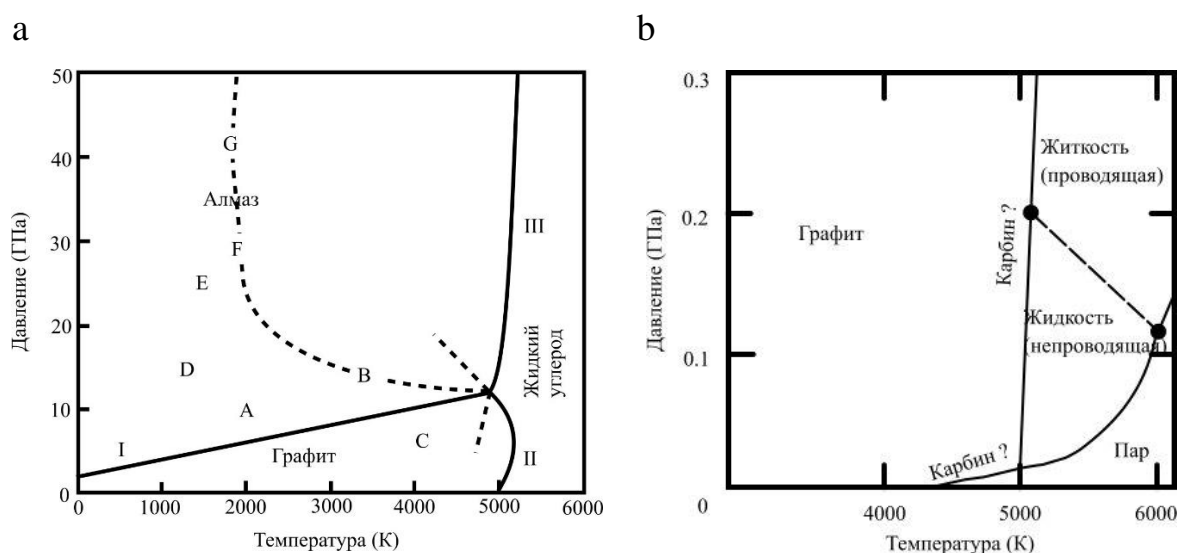 a
50
40
30
20
10
0
Давление (ГПа)
G
Алмаз
F
E
D
B
A
C
I
Графит
III
Жидкий
углерод
II
0
1000
2000
3000
4000
5000
6000
Температура (К)
b
0.3
0.2
0.1
0
Давление (ГПа)
Житкость
(проводящая)
Графит
Карбин ?
Жидкость
(непроводящая)
Карбин ?
Пар
4000
5000
6000
Температура (К)